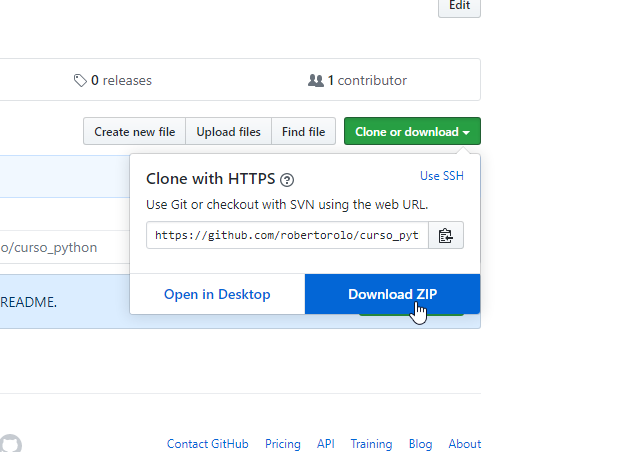 Edit
0 releases
1 contributor
Create new file Upload files Find file Clone or download
Clone with HTTPS ?
Use SSH
Use Git or checkout with SVN using the web URL.
https://github.com/robertorolo/curso_pyt
o/curso_python
Open in Desktop Download ZIP
README.
Contact GitHub Pricing API Training Blog About